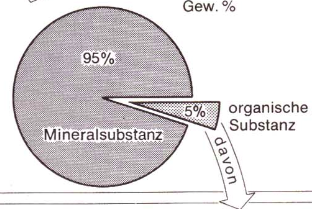 Gew. %
95%
5%
organische
Substanz
Mineralsubstanz
davon